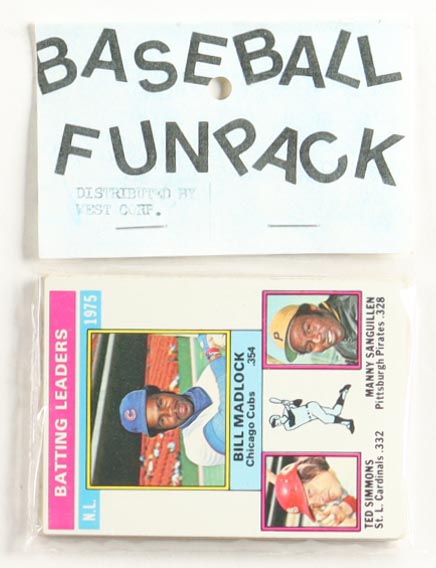 BASEBALL
FUNPACK
DISTRIBUTED BY
WEST CORP.
BATTING LEADERS
N.L. 1975
BILL MADLOCK
Chicago Cubs .354
MANNY SANGUILLEN
Pittsburgh Pirates .328
TED SIMMONS
St. L. Cardinals .332
C
P